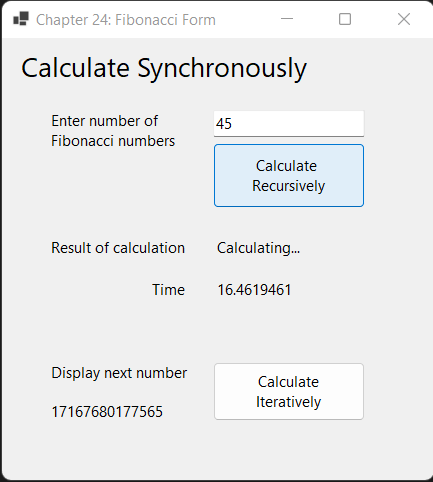 Chapter 24: Fibonacci Form
Calculate Synchronously
Enter number of
Fibonacci numbers
45
Calculate
Recursively
Result of calculation
Calculating...
Time
16.4619461
Display next number
17167680177565
Calculate
Iteratively